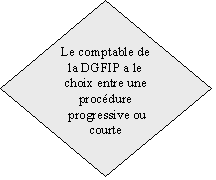 Le comptable de
la DGFIP a le
choix entre une
procédure
progressive ou
courte